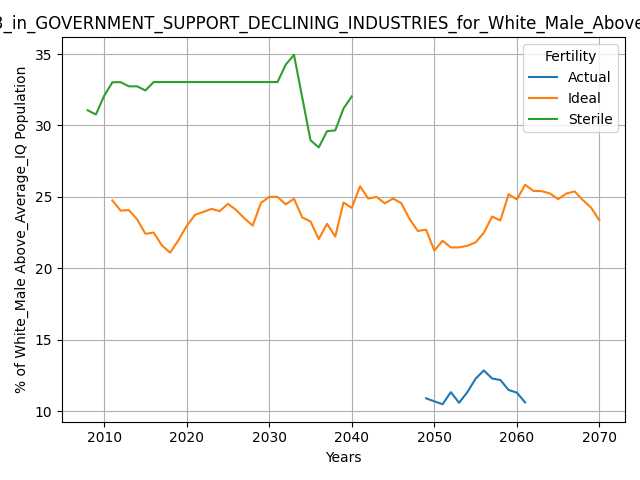 _in_GOVERNMENT_SUPPORT_DECLINING_INDUSTRIES_for_White_Male_Above
Fertility
Actual
Ideal
Sterile
% of White_Male Above_Average_IQ Population
35
30
25
20
15
10
2010 2020 2030 2040 2050 2060 2070
Years